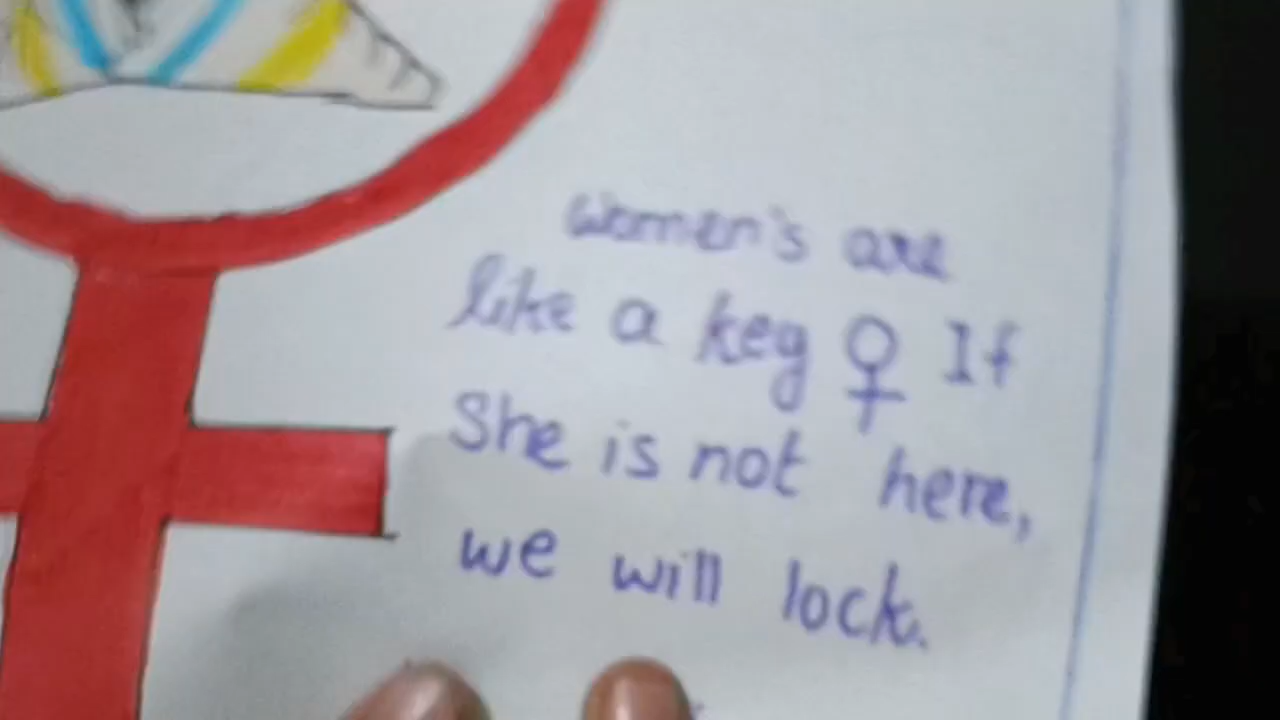 women's are
like a key ♀ If
She is not here,
we will lock.